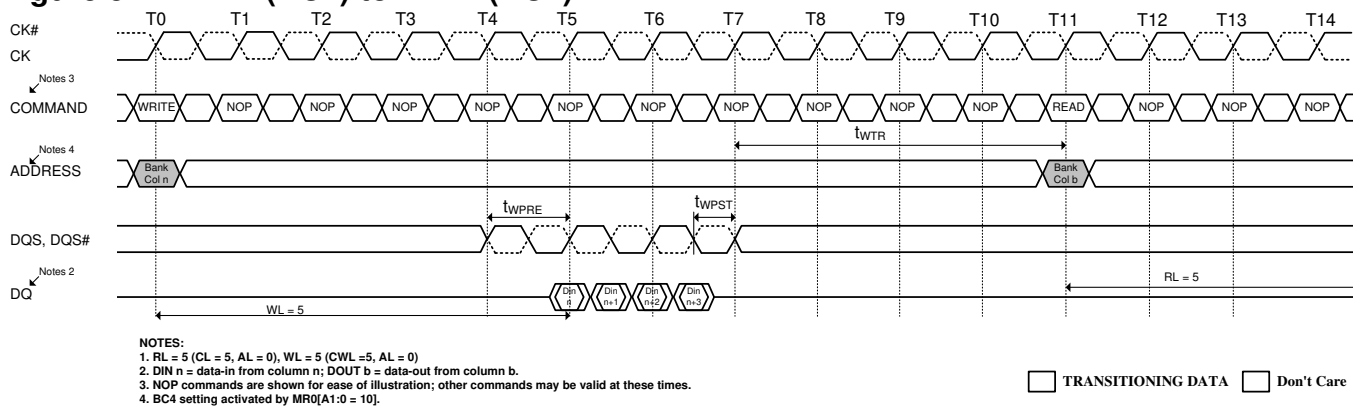 T0 T1 T2 T3 T4 T5 T6 T7 T8 T9 T10 T11 T12 T13 T14
CK#
CK
Notes 3
COMMAND WRITE NOP NOP NOP NOP NOP NOP NOP NOP NOP NOP READ NOP NOP NOP
tWTR
Notes 4
ADDRESS Bank Col n Bank Col b
tWPRE tWPST
DQS, DQS#
Notes 2
DQ Din n Din n+1 Din n+2 Din n+3
RL = 5
WL = 5
NOTES:
1. RL = 5 (CL = 5, AL = 0), WL = 5 (CWL =5, AL = 0)
2. DIN n = data-in from column n; DOUT b = data-out from column b.
3. NOP commands are shown for ease of illustration; other commands may be valid at these times.
4. BC4 setting activated by MR0[A1:0 = 10].
TRANSITIONING DATA Don't Care